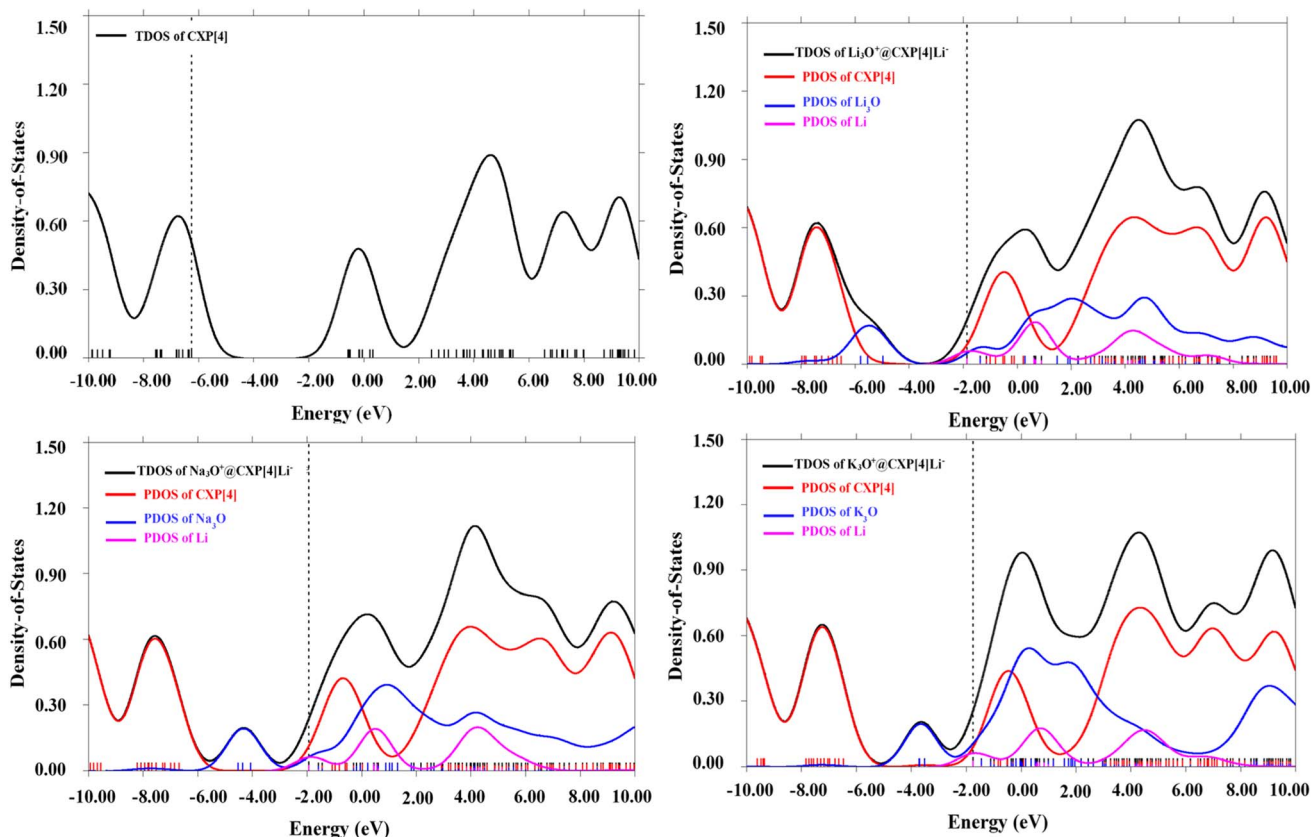 1.50
TDOS of CXP[4]
1.20
0.90
0.60
0.30
0.00
Density-of-States
-10.00 -8.00 -6.00 -4.00 -2.00 0.00 2.00 4.00 6.00 8.00 10.00
Energy (eV)
1.50
TDOS of Li₃O⁺@CXP[4]Li⁻
PDOS of CXP[4]
PDOS of Li₃O
PDOS of Li
1.20
0.90
0.60
0.30
0.00
Density-of-States
-10.00 -8.00 -6.00 -4.00 -2.00 0.00 2.00 4.00 6.00 8.00 10.00
Energy (eV)
1.50
TDOS of Na₃O⁺@CXP[4]Li⁻
PDOS of CXP[4]
PDOS of Na₃O
PDOS of Li
1.20
0.90
0.60
0.30
0.00
Density-of-States
-10.00 -8.00 -6.00 -4.00 -2.00 0.00 2.00 4.00 6.00 8.00 10.00
Energy (eV)
1.50
TDOS of K₃O⁺@CXP[4]Li⁻
PDOS of CXP[4]
PDOS of K₃O
PDOS of Li
1.20
0.90
0.60
0.30
0.00
Density-of-States
-10.00 -8.00 -6.00 -4.00 -2.00 0.00 2.00 4.00 6.00 8.00 10.00
Energy (eV)